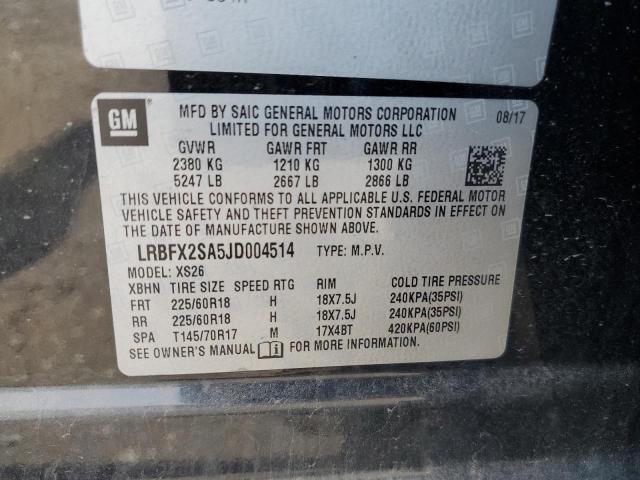 GM
MFD BY SAIC GENERAL MOTORS CORPORATION 08/17
LIMITED FOR GENERAL MOTORS LLC
GVWR GAWR FRT GAWR RR
2380 KG 1210 KG 1300 KG
5247 LB 2667 LB 2866 LB
THIS VEHICLE CONFORMS TO ALL APPLICABLE U.S. FEDERAL MOTOR
VEHICLE SAFETY AND THEFT PREVENTION STANDARDS IN EFFECT ON
THE DATE OF MANUFACTURE SHOWN ABOVE.
LRBFX2SA5JD004514 TYPE: M.P.V.
MODEL: XS26
XBHN TIRE SIZE SPEED RTG RIM COLD TIRE PRESSURE
FRT 225/60R18 H 18X7.5J 240KPA(35PSI)
RR 225/60R18 H 18X7.5J 240KPA(35PSI)
SPA T145/70R17 M 17X4BT 420KPA(60PSI)
SEE OWNER'S MANUAL FOR MORE INFORMATION.